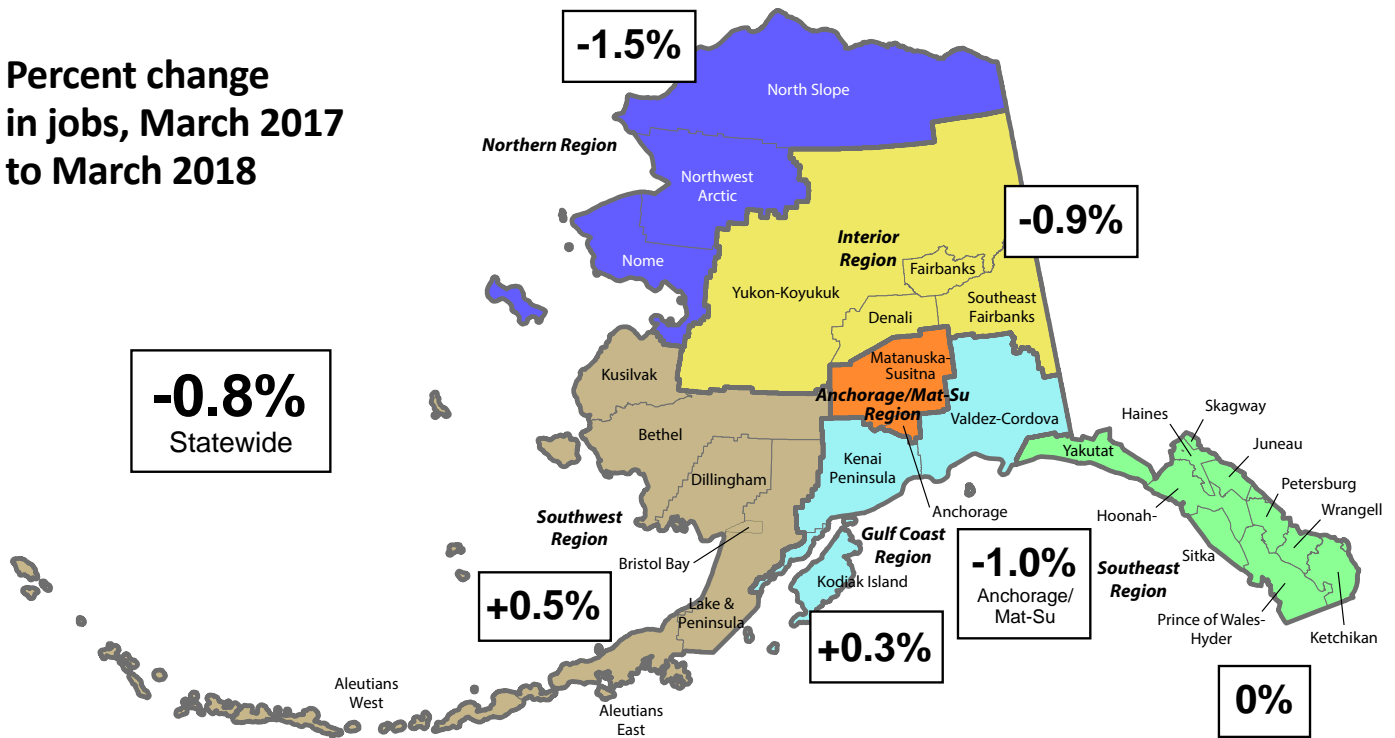 Percent change
in jobs, March 2017
to March 2018
-1.5%
North Slope
Northern Region
Northwest
Arctic
-0.9%
Interior
Region
Nome
Fairbanks
Yukon-Koyukuk
Southeast
Fairbanks
Denali
-0.8%
Statewide
Kusilvak
Matanuska-
Susitna
Anchorage/Mat-Su
Region
Valdez-Cordova
Bethel
Haines
Skagway
Yakutat
Juneau
Kenai
Peninsula
Dillingham
Petersburg
Anchorage
Hoonah-
Wrangell
Southwest
Region
Gulf Coast
Region
Bristol Bay
Sitka
Southeast
Region
-1.0%
Anchorage/
Mat-Su
Kodiak Island
+0.5%
Lake &
Peninsula
Prince of Wales-
Hyder
Ketchikan
+0.3%
Aleutians
West
Aleutians
East
0%